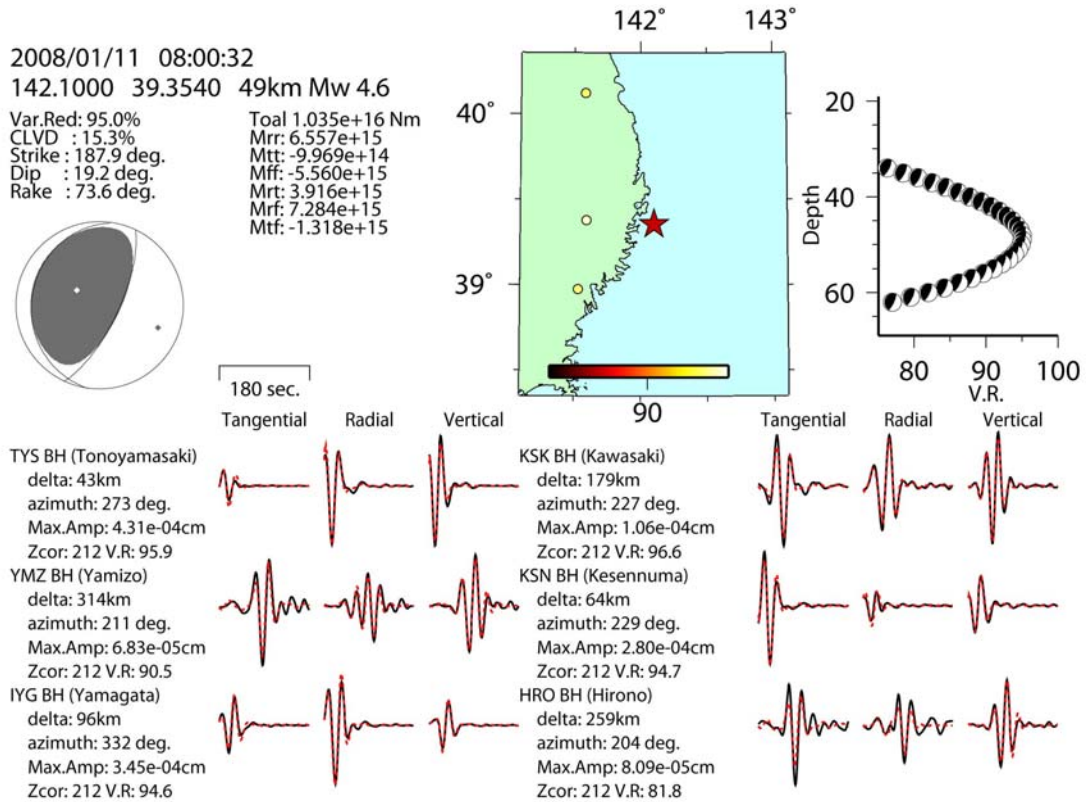 2008/01/11 08:00:32
142.1000 39.3540 49km Mw 4.6
Var.Red: 95.0%
CLVD : 15.3%
Strike : 187.9 deg.
Dip : 19.2 deg.
Rake : 73.6 deg.
Toal 1.035e+16 Nm
Mrr: 6.557e+15
Mtt: -9.969e+14
Mff: -5.560e+15
Mrt: 3.916e+15
Mrf: 7.284e+15
Mtf: -1.318e+15
142˚ 143˚
40˚
39˚
90
20
40
60
Depth
80 90 100
V.R.
180 sec.
Tangential Radial Vertical
TYS BH (Tonoyamasaki)
delta: 43km
azimuth: 273 deg.
Max.Amp: 4.31e-04cm
Zcor: 212 V.R: 95.9
YMZ BH (Yamizo)
delta: 314km
azimuth: 211 deg.
Max.Amp: 6.83e-05cm
Zcor: 212 V.R: 90.5
IYG BH (Yamagata)
delta: 96km
azimuth: 332 deg.
Max.Amp: 3.45e-04cm
Zcor: 212 V.R: 94.6
Tangential Radial Vertical
KSK BH (Kawasaki)
delta: 179km
azimuth: 227 deg.
Max.Amp: 1.06e-04cm
Zcor: 212 V.R: 96.6
KSN BH (Kesennuma)
delta: 64km
azimuth: 229 deg.
Max.Amp: 2.80e-04cm
Zcor: 212 V.R: 94.7
HRO BH (Hirono)
delta: 259km
azimuth: 204 deg.
Max.Amp: 8.09e-05cm
Zcor: 212 V.R: 81.8